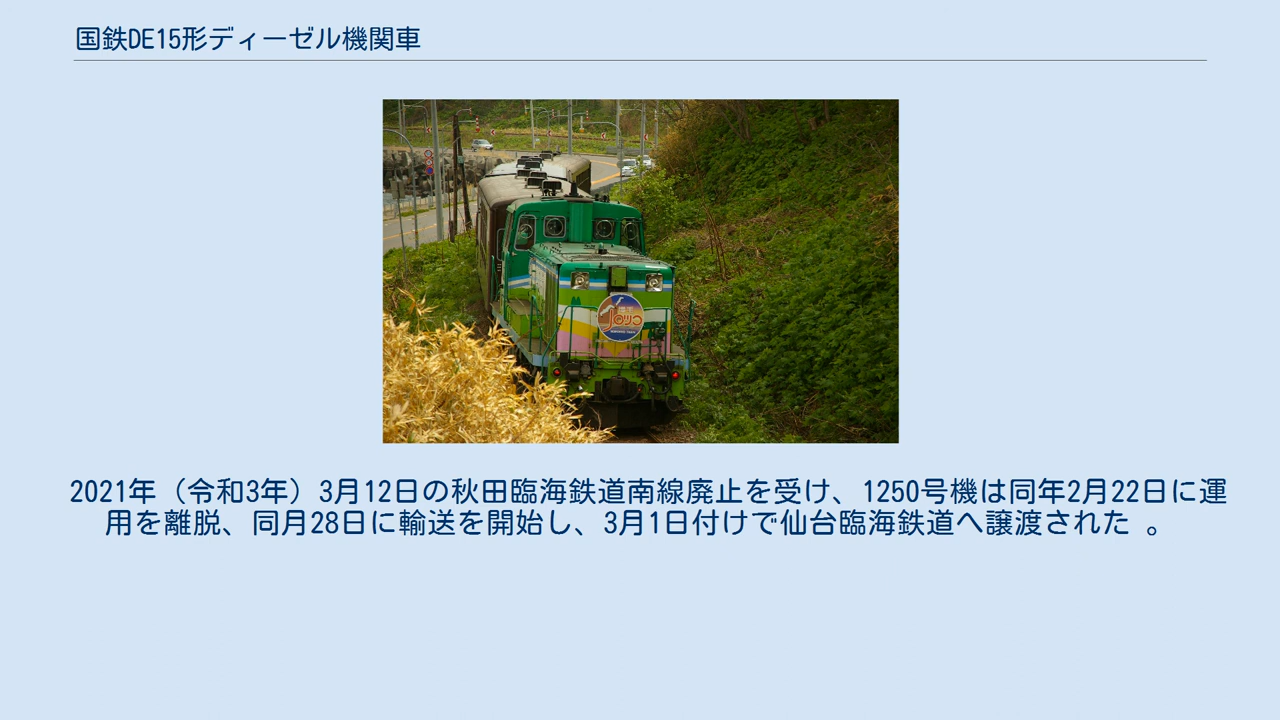 国鉄DE15形ディーゼル機関車
2021年（令和3年）3月12日の秋田臨海鉄道南線廃止を受け、1250号機は同年2月22日に運
用を離脱、同月28日に輸送を開始し、3月1日付けで仙台臨海鉄道へ譲渡された 。